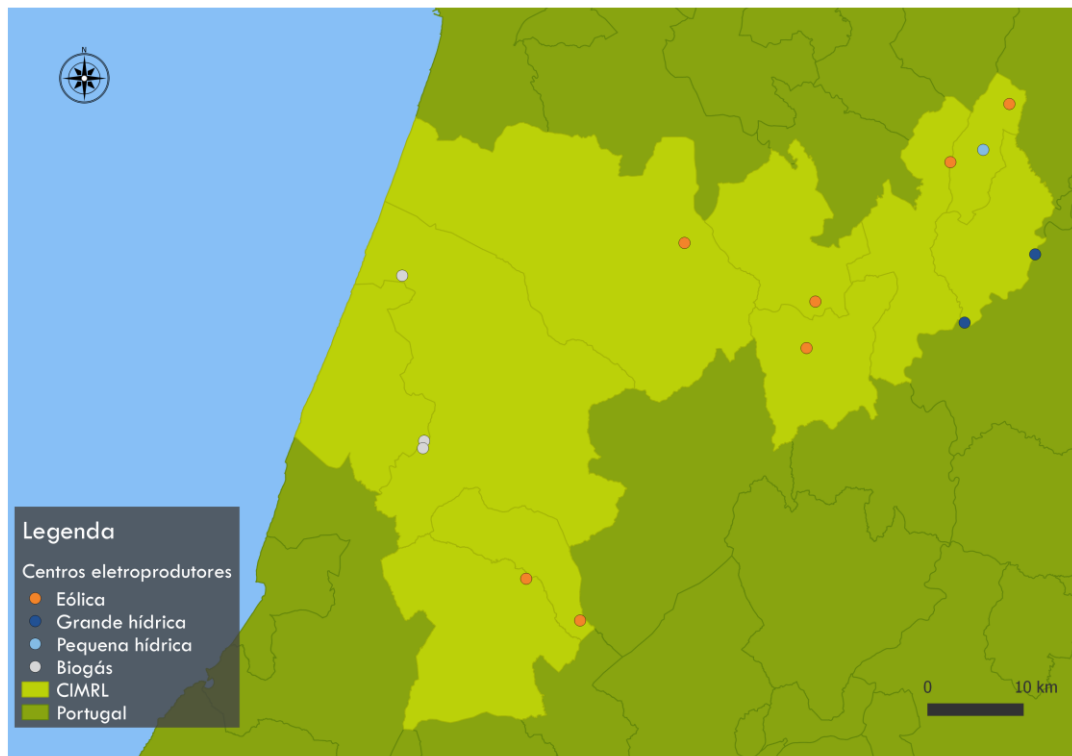 N
Legenda
Centros eletroprodutores
Eólica
Grande hídrica
Pequena hídrica
Biogás
CIMRL
Portugal
0 10 km